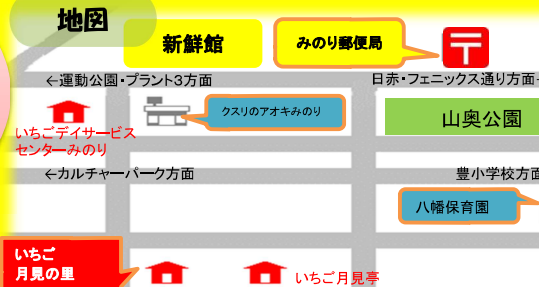 地図
新鮮館
みのり郵便局
←運動公園・プラント3方面
日赤・フェニックス通り方面→
クスリのアオキみのり
山奥公園
いちごデイサービス
センターみのり
←カルチャーパーク方面
豊小学校方面
八幡保育園
いちご
月見の里
いちご月見亭